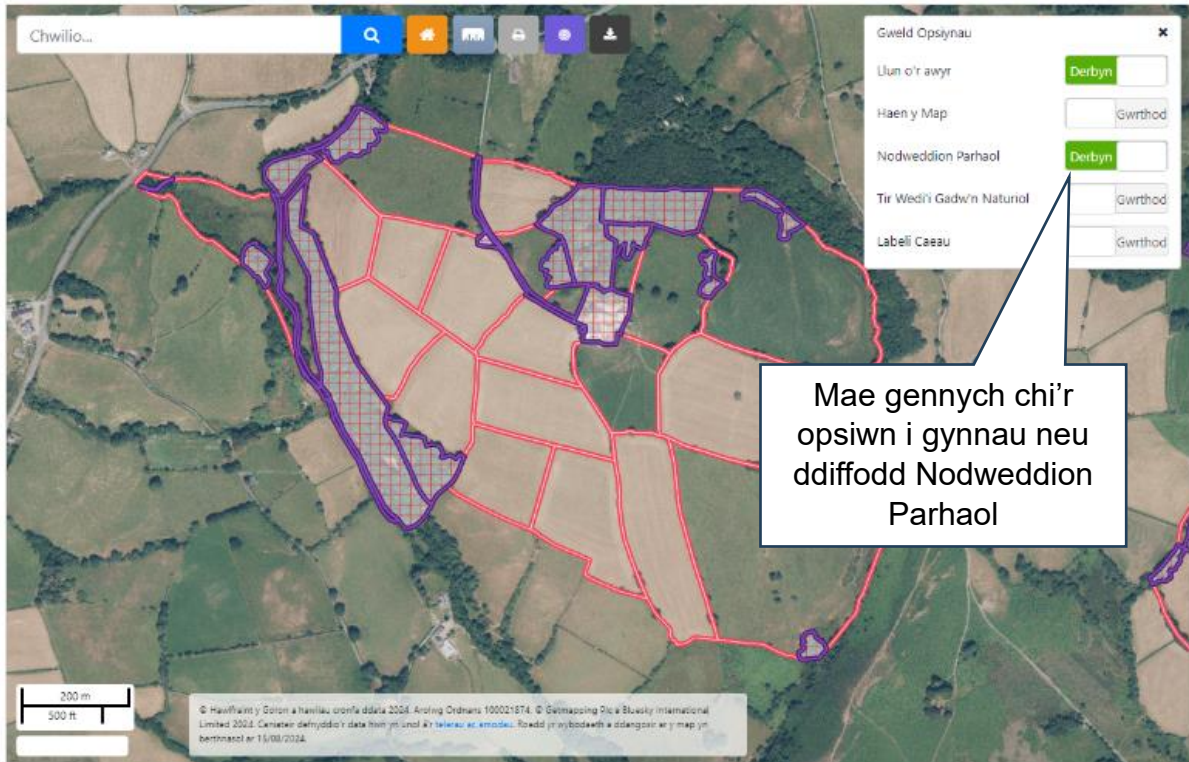 Chwilio...
Gweld Opsiynau
Llun o'r awyr
Derbyn
Haen y Map
Gwrthod
Nodweddion Parhaol
Derbyn
Tir Wedi'i Gadw'n Naturiol
Gwrthod
Labeli Caeau
Gwrthod
Mae gennych chi’r
opsiwn i gynnau neu
ddiffodd Nodweddion
Parhaol
200 m
500 ft
© Hawlfraint y Goron a hawliau cronfa ddata 2024. Arolwg Ordnans 100021874. © Getmapping Plc a Bluesky International
Limited 2024. Caniateir defnyddio'r data hwn yn unol â'r telerau ac amodau. Roedd yr wybodaeth a ddangosir ar y map yn
berthnasol ar 15/08/2024.